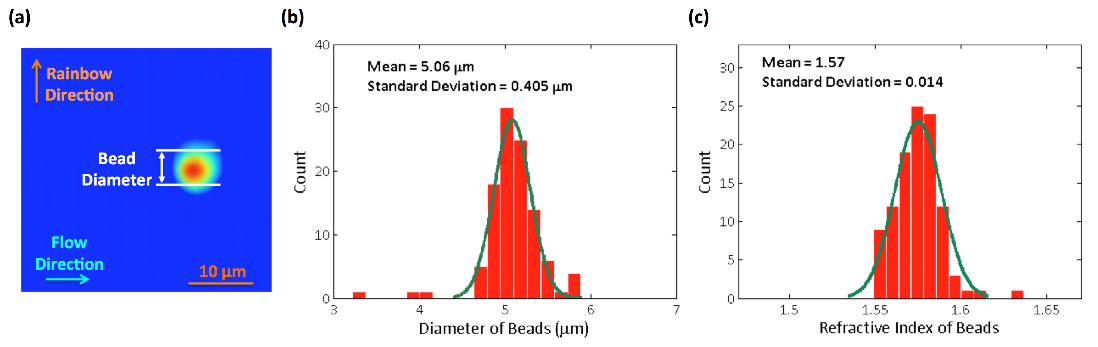 (a)
Rainbow
Direction
Bead
Diameter
Flow
Direction
10 μm
(b)
Mean = 5.06 μm
Standard Deviation = 0.405 μm
Count
40
30
20
10
0
3
4
5
6
7
Diameter of Beads (μm)
(c)
Mean = 1.57
Standard Deviation = 0.014
Count
30
25
20
15
10
5
0
1.5
1.55
1.6
1.65
Refractive Index of Beads